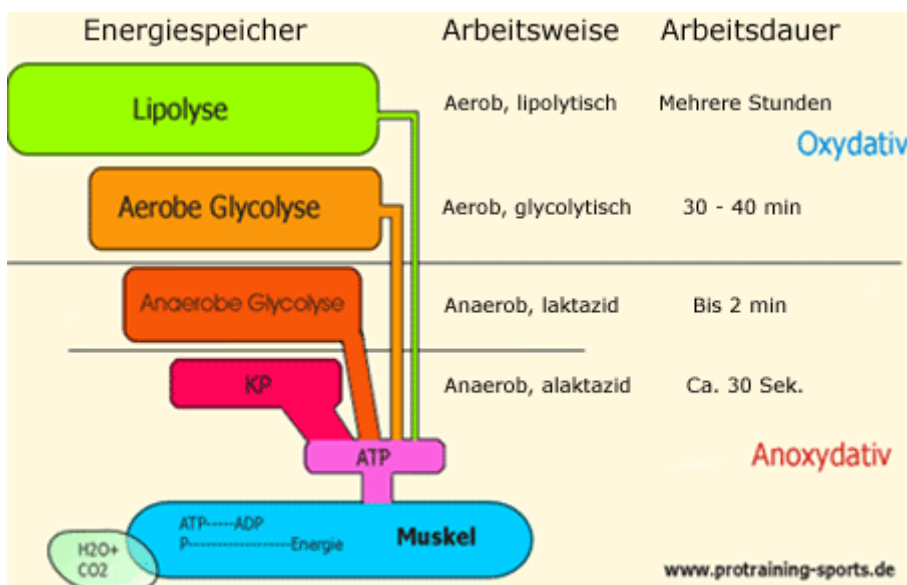 Energiespeicher Arbeitsweise Arbeitsdauer
Lipolyse Aerob, lipolytisch Mehrere Stunden
Oxydativ
Aerobe Glycolyse Aerob, glycolytisch 30 - 40 min
Anaerobe Glycolyse Anaerob, laktazid Bis 2 min
KP Anaerob, alaktazid Ca. 30 Sek.
ATP Anoxydativ
ATP-----ADP
P--------------------Energie Muskel
H2O+
CO2
www.protraining-sports.de